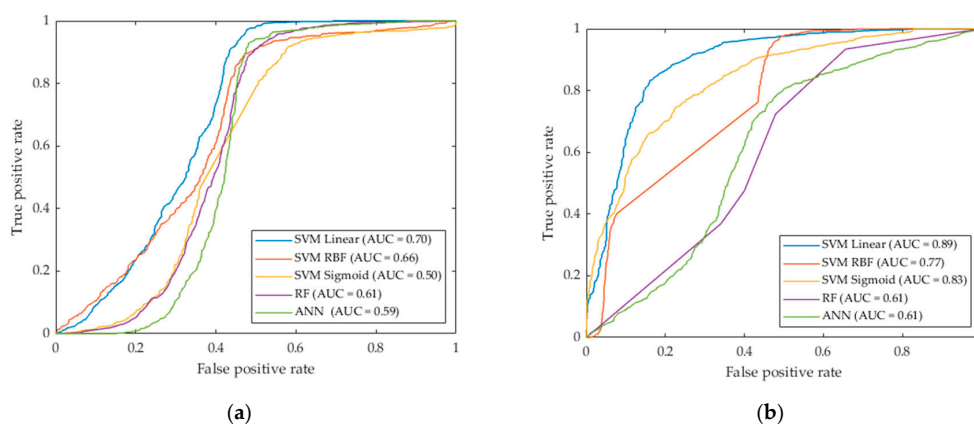 1
0.8
0.6
0.4
0.2
0
True positive rate
SVM Linear (AUC = 0.70)
SVM RBF (AUC = 0.66)
SVM Sigmoid (AUC = 0.50)
RF (AUC = 0.61)
ANN (AUC = 0.59)
0 0.2 0.4 0.6 0.8 1
False positive rate
(a)
1
0.8
0.6
0.4
0.2
0
True positive rate
SVM Linear (AUC = 0.89)
SVM RBF (AUC = 0.77)
SVM Sigmoid (AUC = 0.83)
RF (AUC = 0.61)
ANN (AUC = 0.61)
0 0.2 0.4 0.6 0.8
False positive rate
(b)